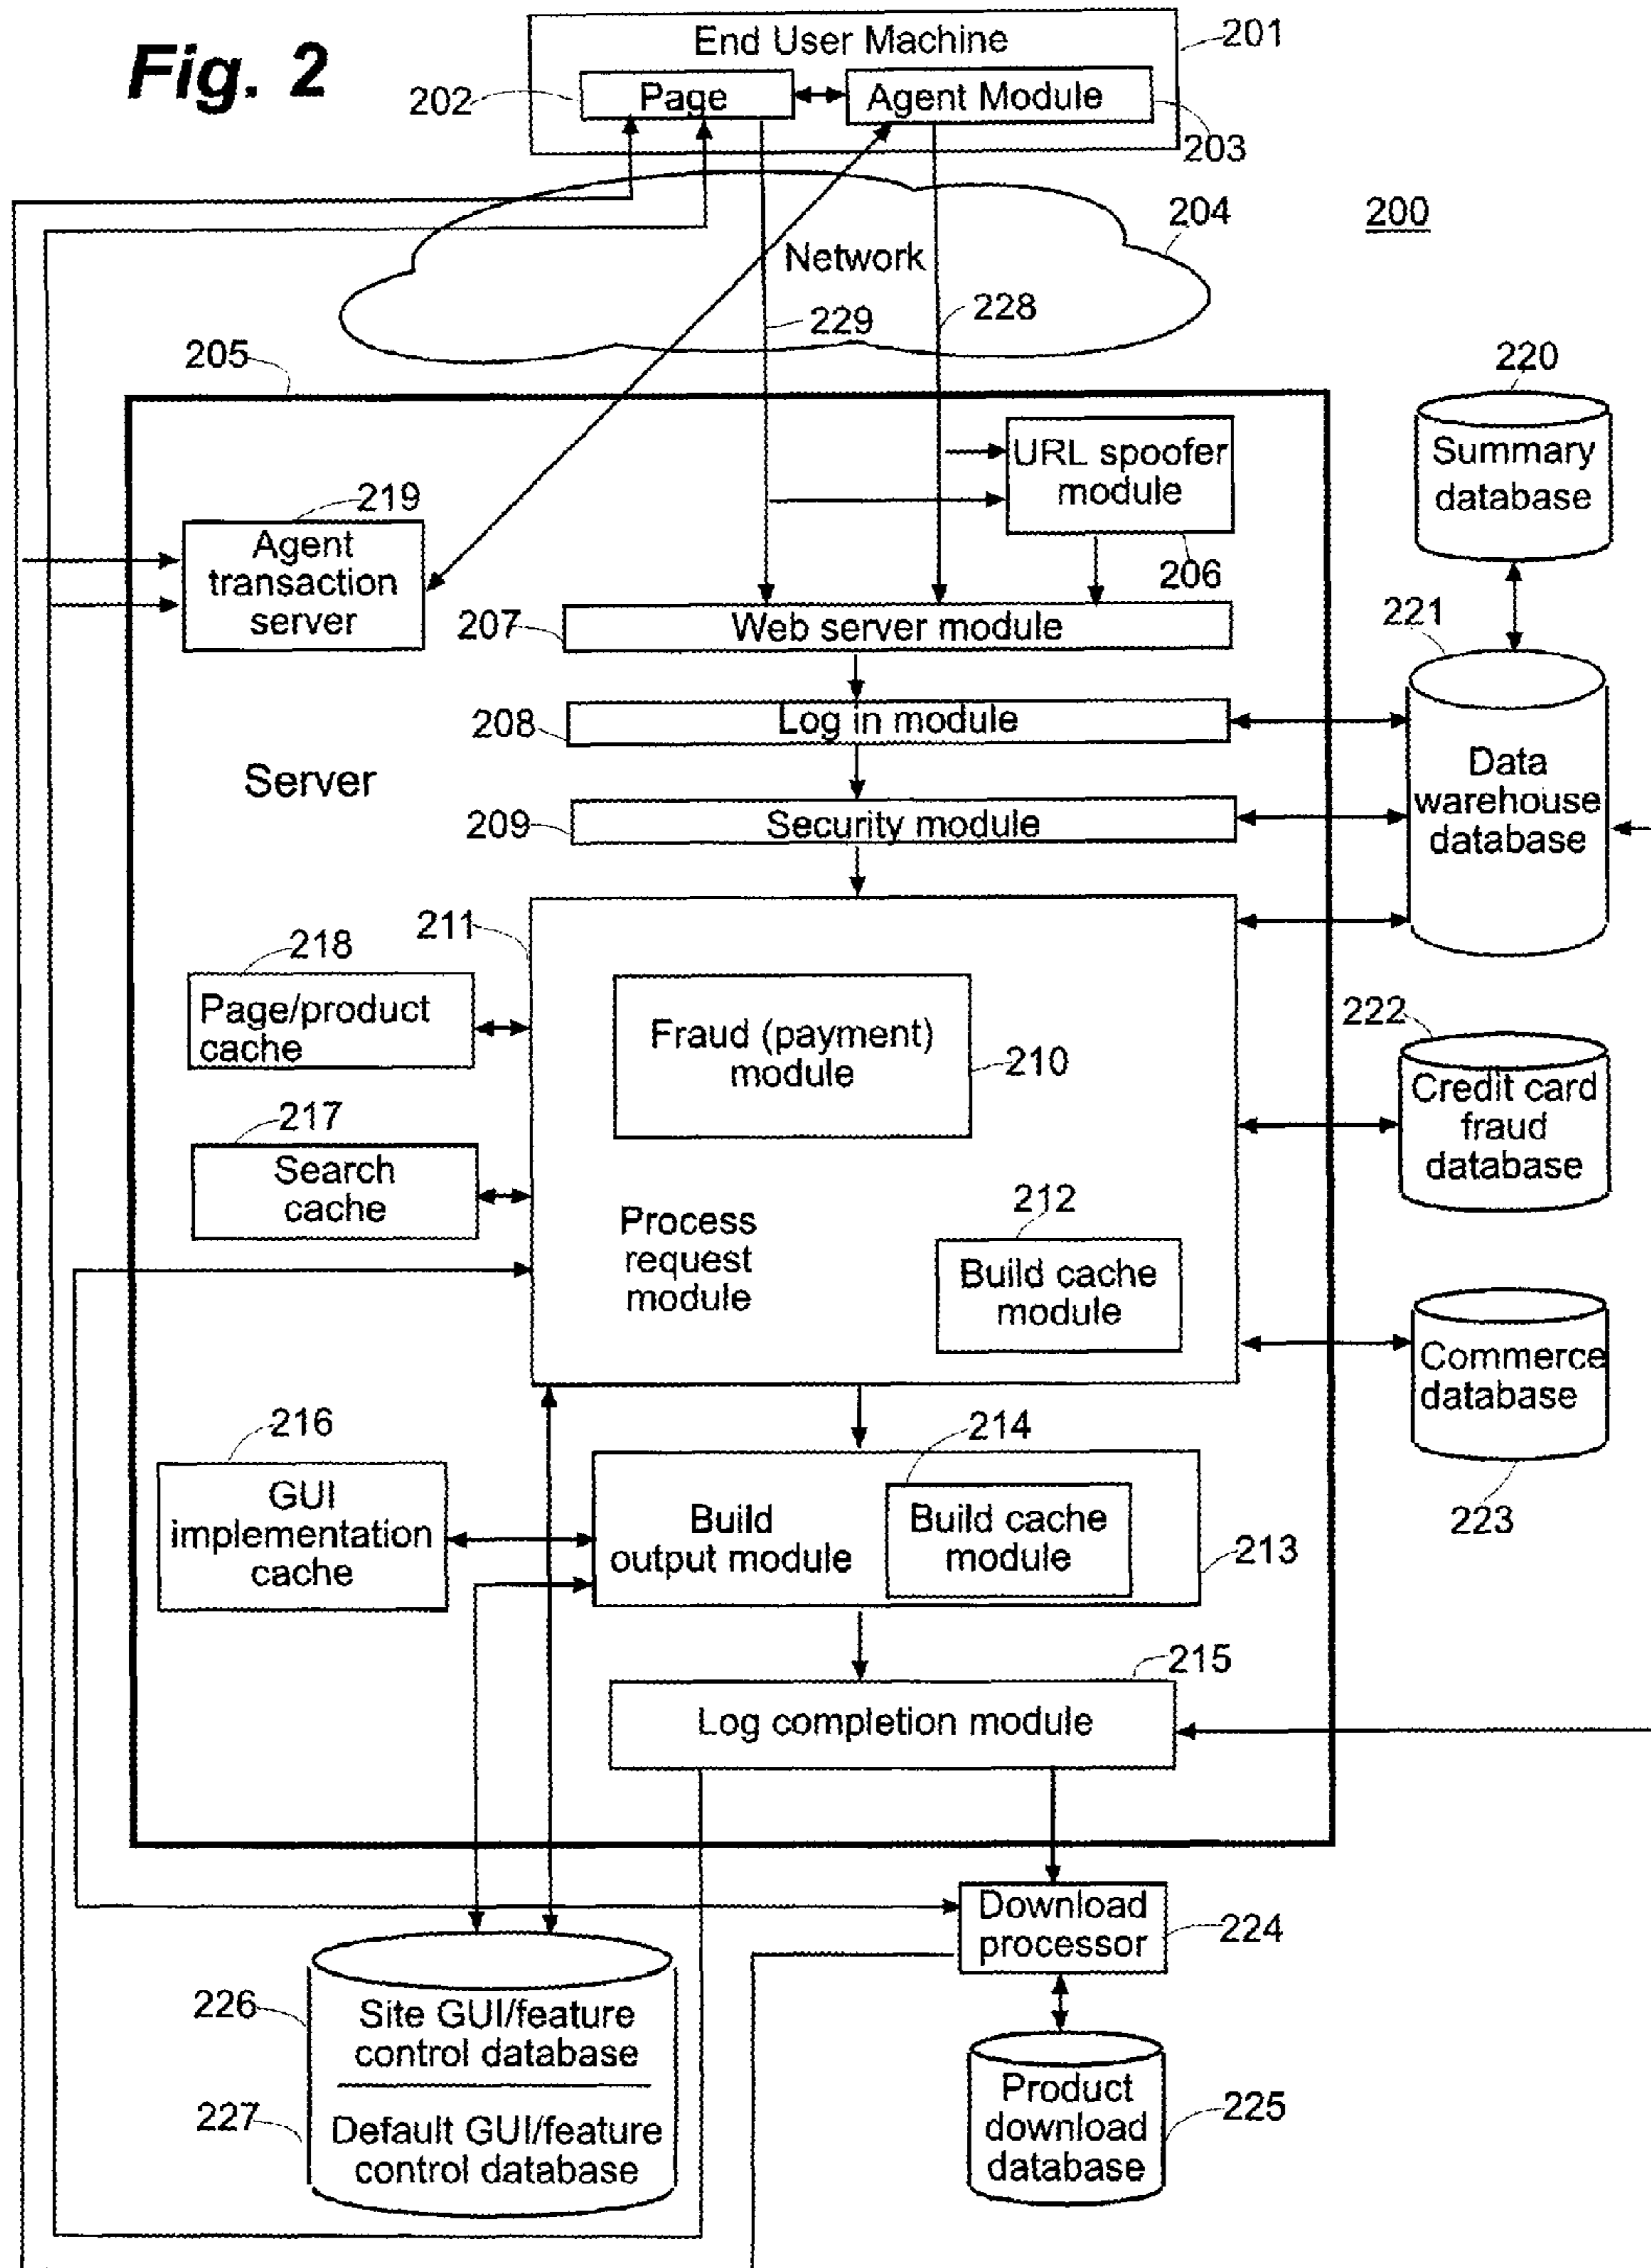 Fig. 2
End User Machine
201
202
Page
Agent Module
203
204
200
Network
229
228
205
220
URL spoofer
module
Summary
database
219
Agent
transaction
server
206
221
207
Web server module
208
Log in module
Server
Data
warehouse
database
209
Security module
211
218
Page/product
cache
Fraud (payment)
module
210
222
Credit card
fraud
database
217
Search
cache
Process
request
module
212
Build cache
module
Commerce
database
216
214
GUI
implementation
cache
Build
output module
Build cache
module
223
213
215
Log completion module
Download
processor
224
226
Site GUI/feature
control database
227
Default GUI/feature
control database
Product
download
database
225